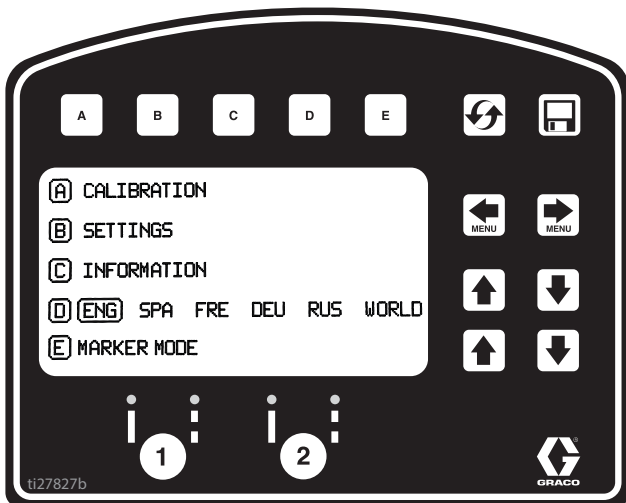 A B C D E
MENU MENU
A CALIBRATION
B SETTINGS
C INFORMATION
D ENG SPA FRE DEU RUS WORLD
E MARKER MODE
1 2
ti27827b
GRACO
®